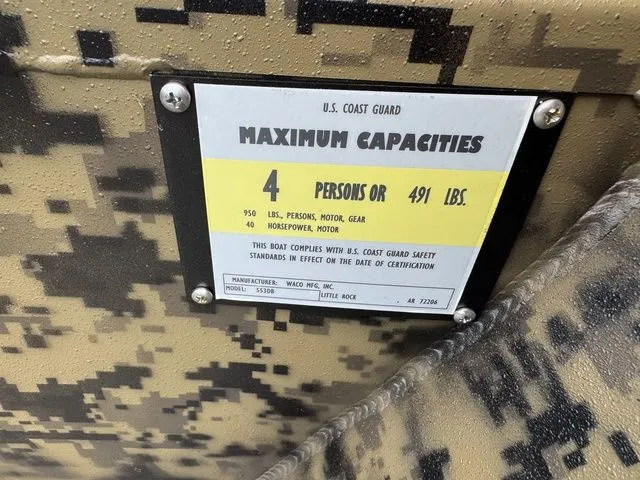 U.S. COAST GUARD
MAXIMUM CAPACITIES
4 PERSONS OR 491 LBS.
950 LBS., PERSONS, MOTOR, GEAR
40 HORSEPOWER, MOTOR
THIS BOAT COMPLIES WITH U.S. COAST GUARD SAFETY
STANDARDS IN EFFECT ON THE DATE OF CERTIFICATION
MANUFACTURER: WACO MFG, INC.
MODEL: 5530B LITTLE ROCK , AR 72206